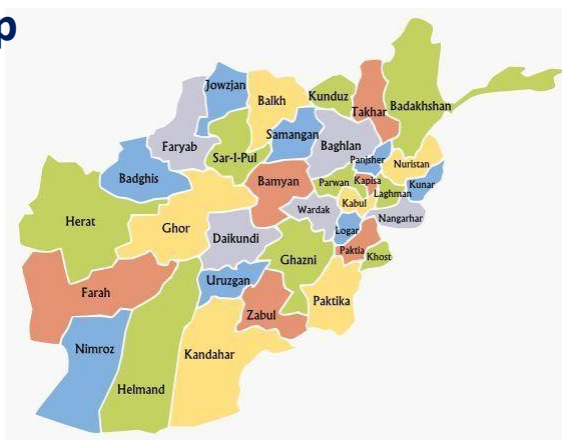 p
Jowzjan
Balkh
Kunduz
Takhar
Badakhshan
Faryab
Sar-I-Pul
Samangan
Baghlan
Panjsher
Nuristan
Badghis
Bamyan
Parwan
Kapisa
Laghman
Kunar
Herat
Ghor
Daikundi
Wardak
Kabul
Nangarhar
Logar
Paktia
Khost
Ghazni
Farah
Uruzgan
Zabul
Paktika
Nimroz
Helmand
Kandahar